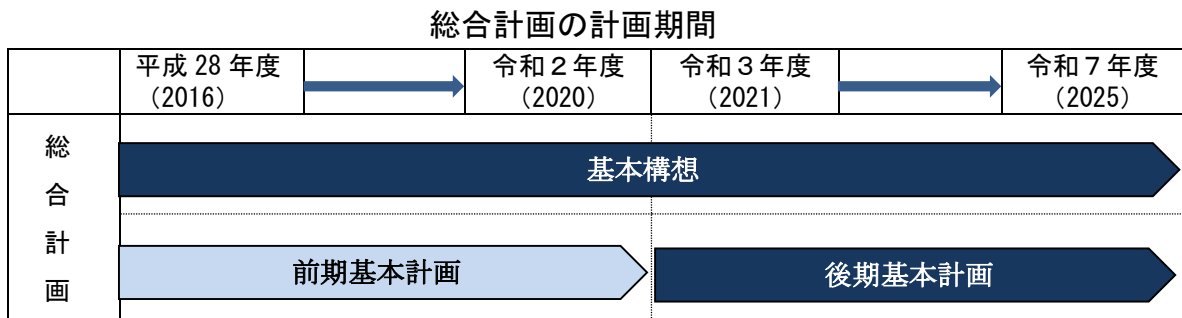 総合計画の計画期間
平成 28 年度
（2016）
令和２年度
（2020）
令和３年度
（2021）
令和７年度
（2025）
総
合
計
画
基本構想
前期基本計画
後期基本計画